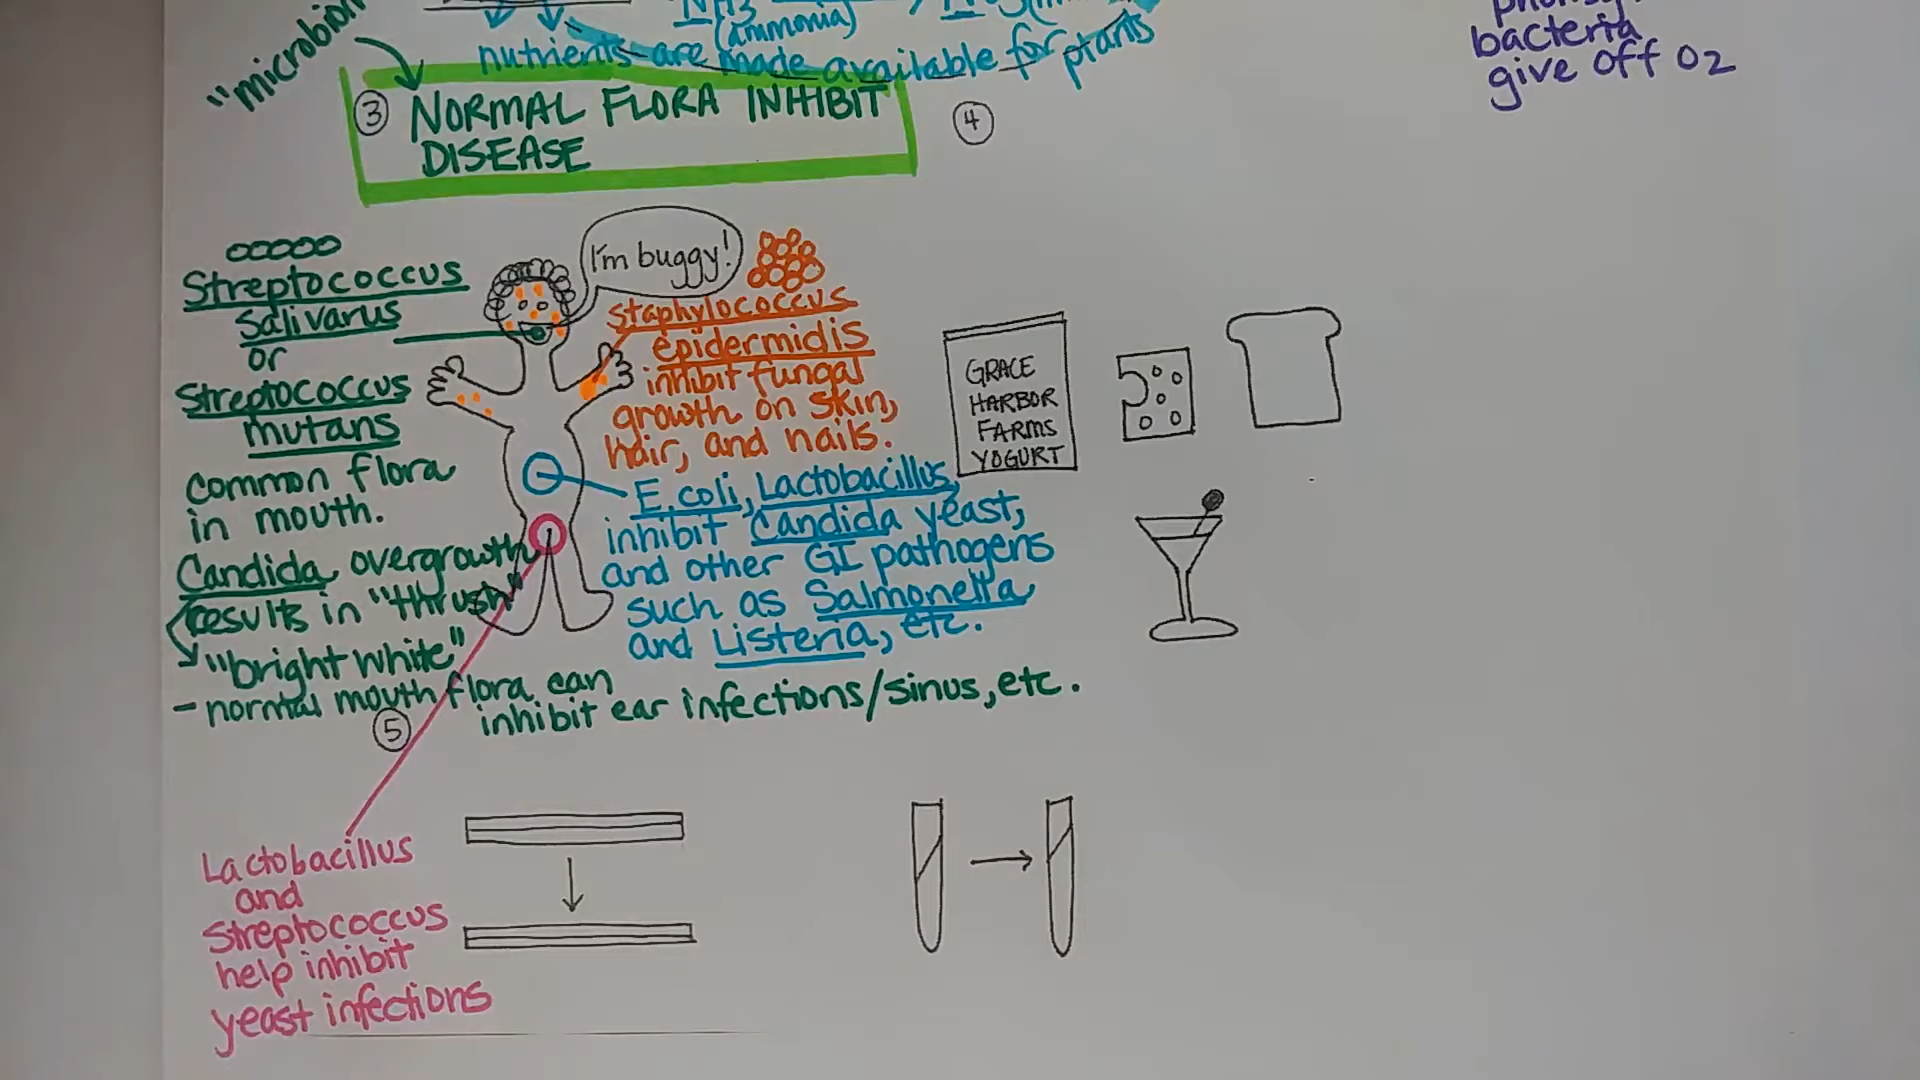 "microbiom
NH3
(ammonia)
nutrients are made available for plants
bacteria
give off O2
③ NORMAL FLORA INHIBIT
DISEASE
④
I'm buggy!
Streptococcus
salivarus
or
Streptococcus
mutans
common flora
in mouth.
Candida overgrowth
results in "thrush"
"bright white"
- normal mouth flora can
inhibit ear infections/sinus, etc.
staphylococcus
epidermidis
inhibit fungal
growth on skin,
hair, and nails.
E. coli, Lactobacillus,
inhibit Candida yeast,
and other GI pathogens
such as Salmonella
and Listeria, etc.
GRACE
HARBOR
FARMS
YOGURT
⑤
Lactobacillus
and
Streptococcus
help inhibit
yeast infections